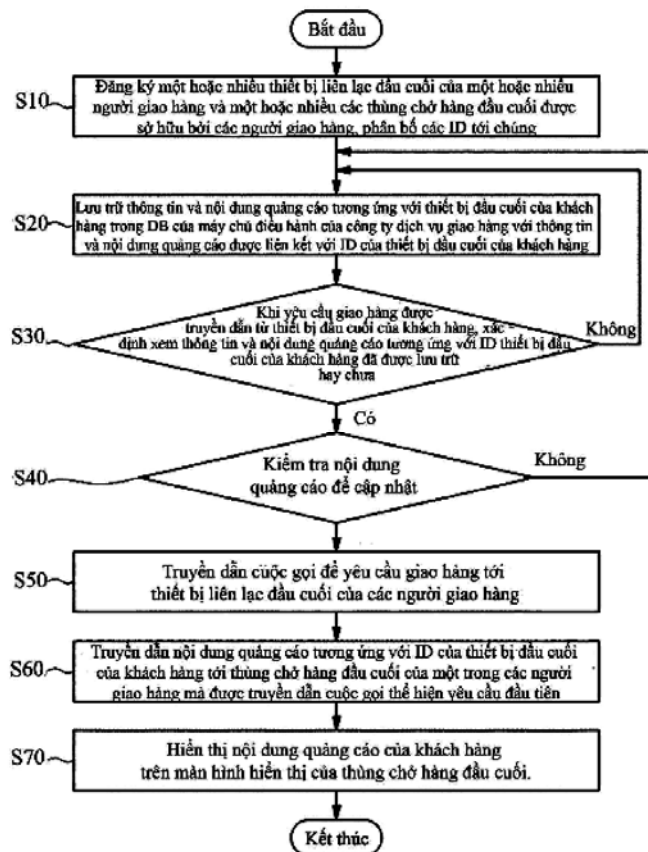 Bắt đầu
S10
Đăng ký một hoặc nhiều thiết bị liên lạc đầu cuối của một hoặc nhiều
người giao hàng và một hoặc nhiều các thùng chở hàng đầu cuối được
sở hữu bởi các người giao hàng, phân bố các ID tới chúng
S20
Lưu trữ thông tin và nội dung quảng cáo tương ứng với thiết bị đầu cuối của khách
hàng trong DB của máy chủ điều hành của công ty dịch vụ giao hàng với thông tin
và nội dung quảng cáo được liên kết với ID của thiết bị đầu cuối của khách hàng
S30
Khi yêu cầu giao hàng được
truyền dẫn từ thiết bị đầu cuối của khách hàng, xác
định xem thông tin và nội dung quảng cáo tương ứng với ID thiết bị đầu
cuối của khách hàng đã được lưu trữ
hay chưa
Không
Có
S40
Kiểm tra nội dung
quảng cáo để cập nhật
Không
S50
Truyền dẫn cuộc gọi để yêu cầu giao hàng tới
thiết bị liên lạc đầu cuối của các người giao hàng
S60
Truyền dẫn nội dung quảng cáo tương ứng với ID của thiết bị đầu cuối
của khách hàng tới thùng chở hàng đầu cuối của một trong các người
giao hàng mà được truyền dẫn cuộc gọi thể hiện yêu cầu đầu tiên
S70
Hiển thị nội dung quảng cáo của khách hàng
trên màn hình hiển thị của thùng chở hàng đầu cuối.
Kết thúc